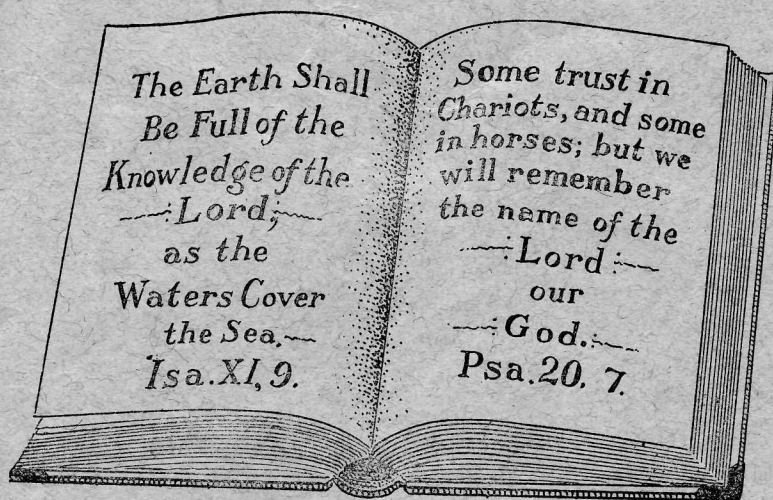 The Earth Shall
Be Full of the
Knowledge of the
Lord;
as the
Waters Cover
the Sea.
Isa. XI, 9.
Some trust in
Chariots, and some
in horses; but we
will remember
the name of the
Lord
our
God.
Psa. 20. 7.